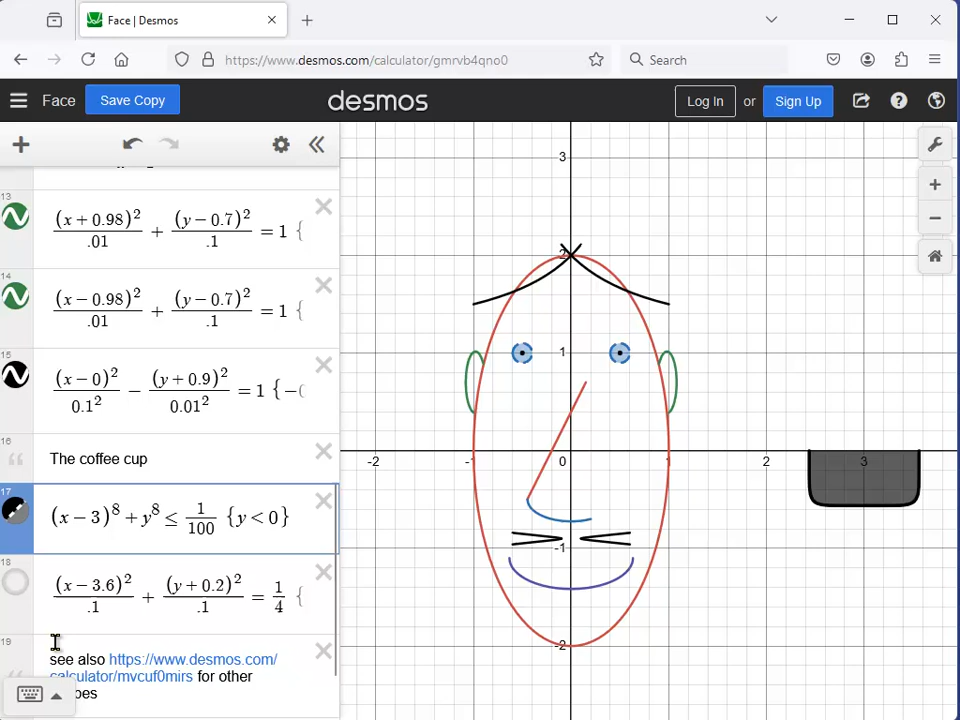 Face | Desmos
https://www.desmos.com/calculator/gmrvb4qno0
Search
Face
Save Copy
desmos
Log In or Sign Up
13
(x + 0.98)² / .01 + (y − 0.7)² / .1 = 1 {
14
(x − 0.98)² / .01 + (y − 0.7)² / .1 = 1 {
15
(x − 0)² / 0.1² − (y + 0.9)² / 0.01² = 1 {−(
16
The coffee cup
17
(x − 3)⁸ + y⁸ ≤ 1/100 {y < 0}
18
(x − 3.6)² / .1 + (y + 0.2)² / .1 = 1/4 {
19
see also https://www.desmos.com/
calculator/mvcuf0mirs for other
3
2
1
-2
-1
0
1
2
3
-1
-2